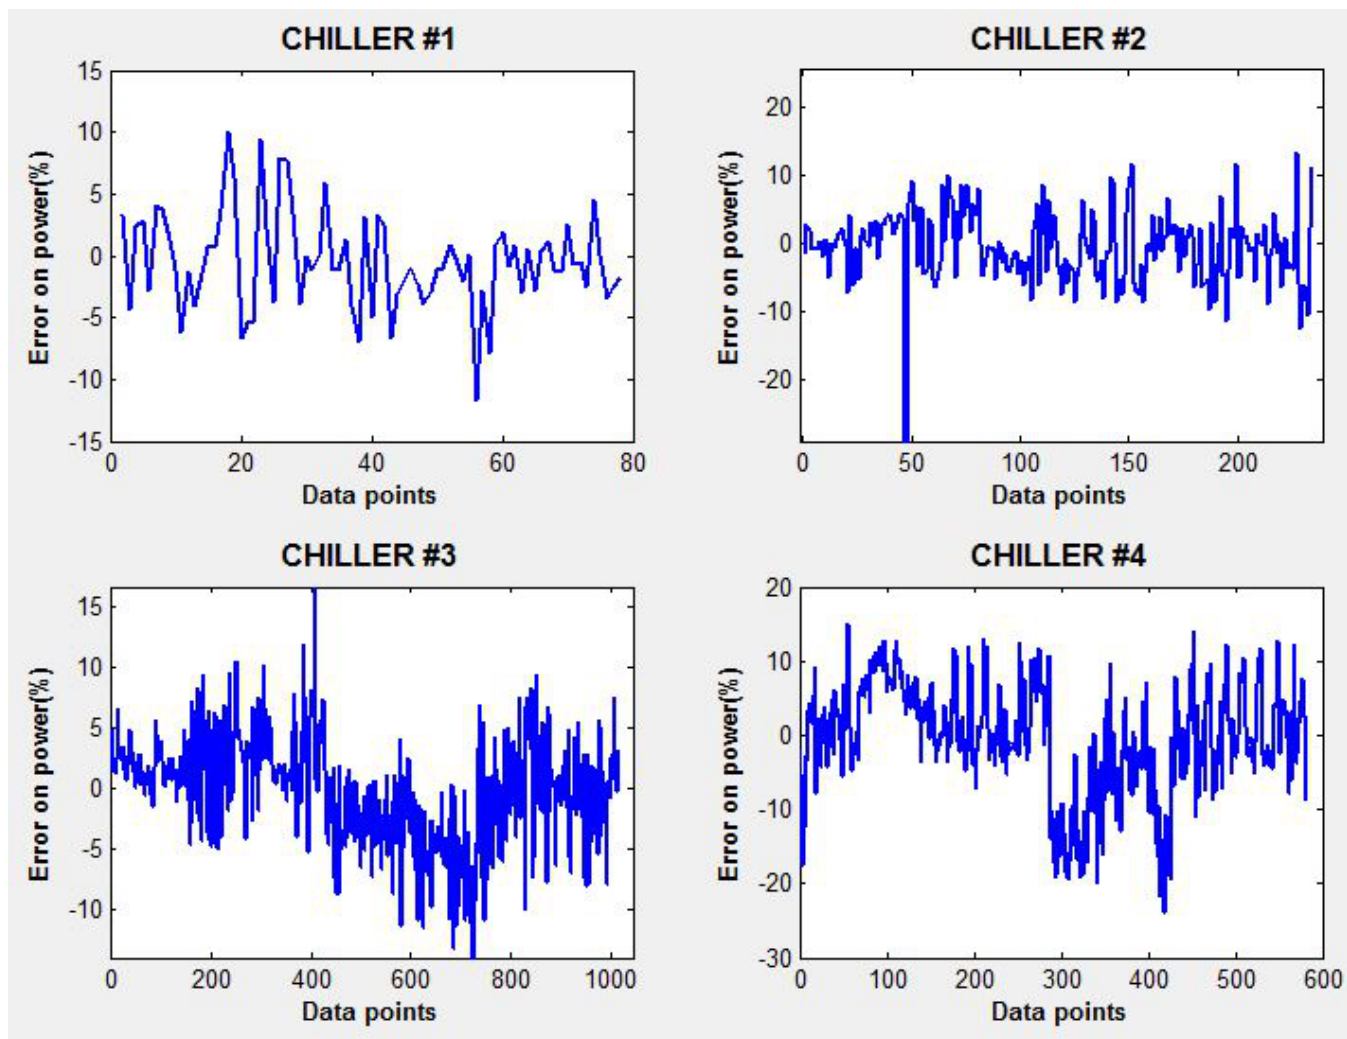 CHILLER #1
15
10
5
0
-5
-10
-15
Error on power(%)
0 20 40 60 80
Data points
CHILLER #2
20
10
0
-10
-20
Error on power(%)
0 50 100 150 200
Data points
CHILLER #3
15
10
5
0
-5
-10
Error on power(%)
0 200 400 600 800 1000
Data points
CHILLER #4
20
10
0
-10
-20
-30
Error on power(%)
0 100 200 300 400 500 600
Data points